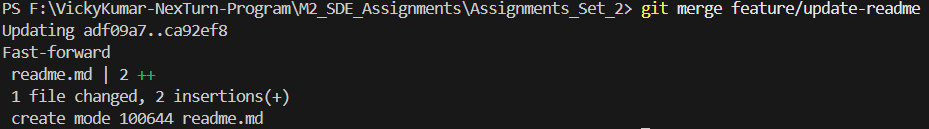 PS F:\VickyKumar-NexTurn-Program\M2_SDE_Assignments\Assignments_Set_2> git merge feature/update-readme
Updating adf09a7..ca92ef8
Fast-forward
 readme.md | 2 ++
 1 file changed, 2 insertions(+)
 create mode 100644 readme.md